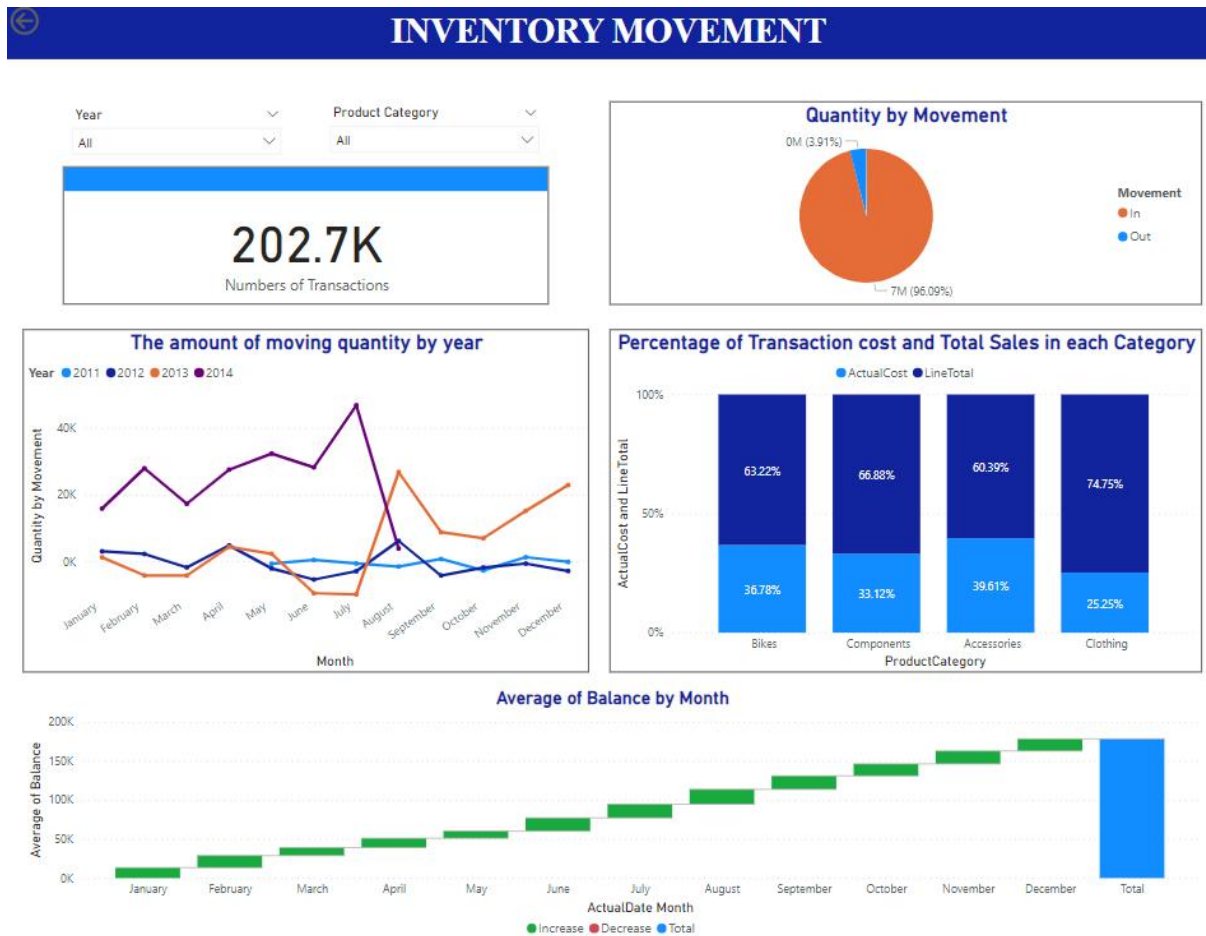 INVENTORY MOVEMENT
Year
All
Product Category
All
202.7K
Numbers of Transactions
Quantity by Movement
0M (3.91%)
7M (96.09%)
Movement
In
Out
The amount of moving quantity by year
Year 2011 2012 2013 2014
Quantity by Movement
40K
20K
0K
January February March April May June July August September October November December
Month
Percentage of Transaction cost and Total Sales in each Category
ActualCost LineTotal
ActualCost and LineTotal
100%
50%
0%
63.22% 66.88% 60.39% 74.75%
36.78% 33.12% 39.61% 25.25%
Bikes Components Accessories Clothing
ProductCategory
Average of Balance by Month
Average of Balance
200K
150K
100K
50K
0K
January February March April May June July August September October November December Total
ActualDate Month
Increase Decrease Total